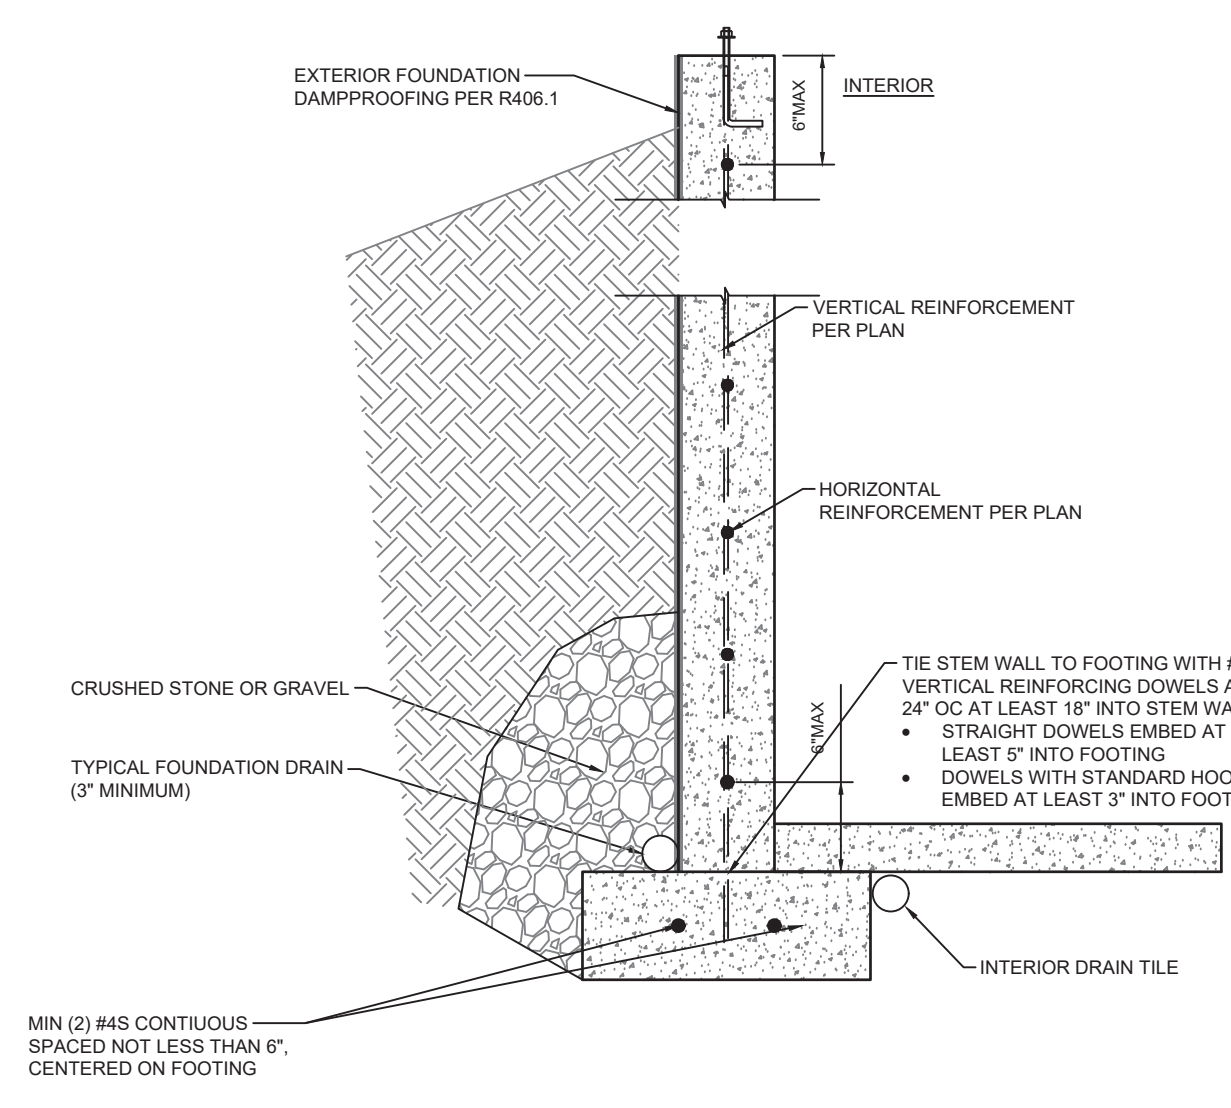 EXTERIOR FOUNDATION
DAMPPROOFING PER R406.1
6"MAX
INTERIOR
VERTICAL REINFORCEMENT
PER PLAN
HORIZONTAL
REINFORCEMENT PER PLAN
CRUSHED STONE OR GRAVEL
TYPICAL FOUNDATION DRAIN
(3" MINIMUM)
6"MAX
TIE STEM WALL TO FOOTING WITH #
VERTICAL REINFORCING DOWELS A
24" OC AT LEAST 18" INTO STEM WA
• STRAIGHT DOWELS EMBED AT
LEAST 5" INTO FOOTING
• DOWELS WITH STANDARD HOO
EMBED AT LEAST 3" INTO FOOT
INTERIOR DRAIN TILE
MIN (2) #4S CONTIUOUS
SPACED NOT LESS THAN 6",
CENTERED ON FOOTING